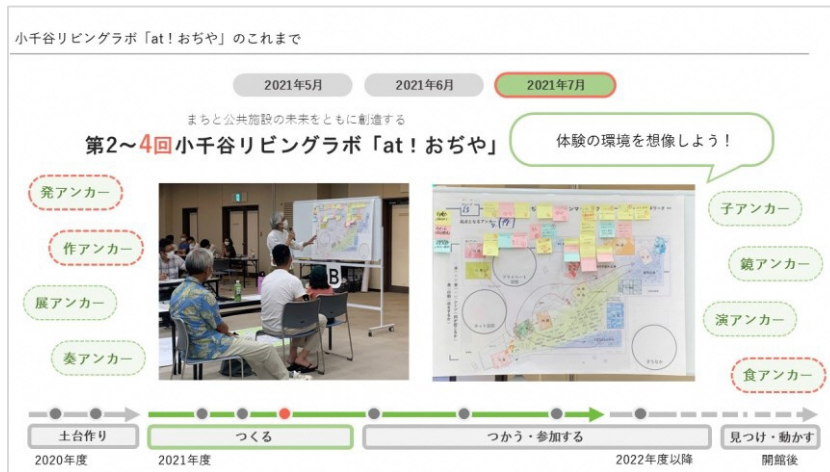 小千谷リビングラボ「at！おぢや」のこれまで
2021年5月
2021年6月
2021年7月
まちと公共施設の未来をともに創造する
第2～4回小千谷リビングラボ「at！おぢや」
体験の環境を想像しよう！
発アンカー
作アンカー
展アンカー
奏アンカー
B
子アンカー
鏡アンカー
演アンカー
食アンカー
土台作り
つくる
つかう・参加する
見つけ・動かす
2020年度
2021年度
2022年度以降
開館後